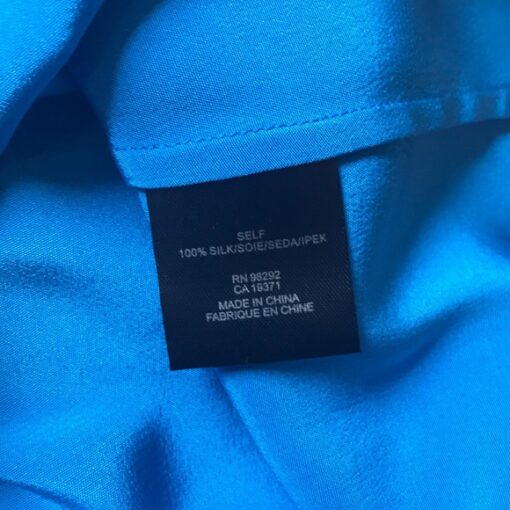 SELF
100% SILK/SOIE/SEDA/IPEK
RN 98292
CA 19371
MADE IN CHINA
FABRIQUE EN CHINE